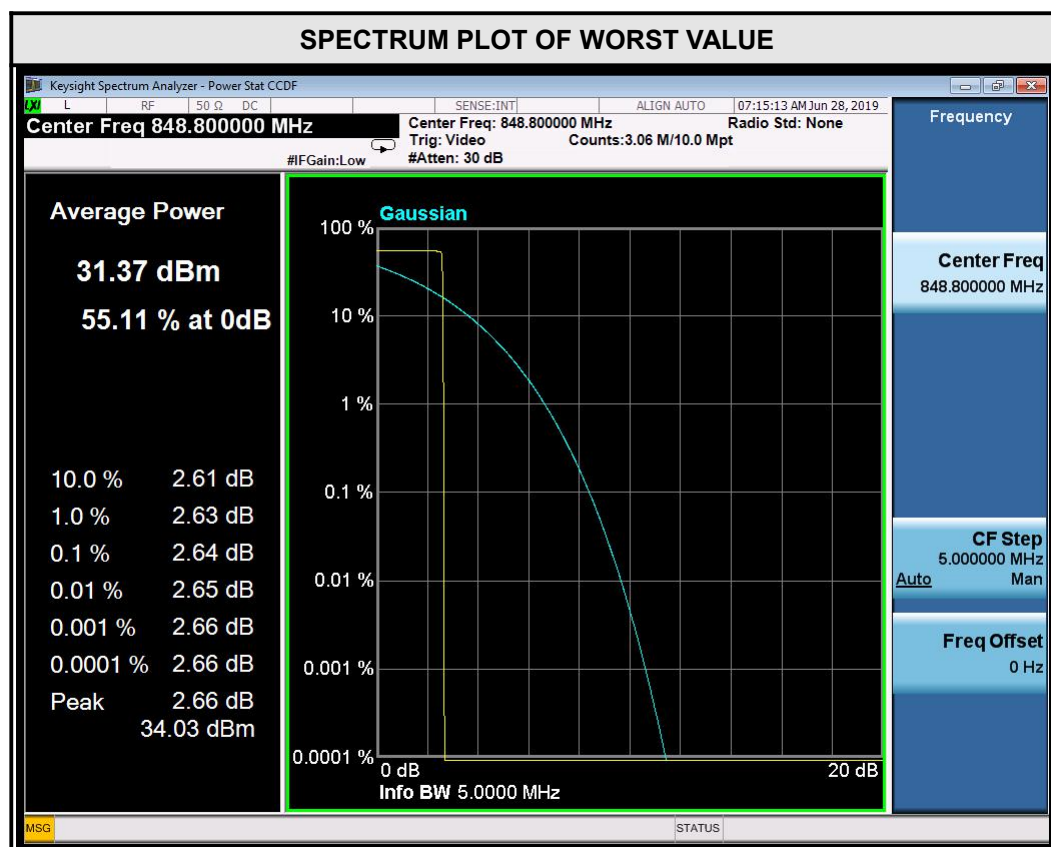 SPECTRUM PLOT OF WORST VALUE
Keysight Spectrum Analyzer - Power Stat CCDF
LXI L RF 50 Ω DC SENSE:INT ALIGN AUTO 07:15:13 AM Jun 28, 2019
Center Freq 848.800000 MHz
#IFGain:Low
Center Freq: 848.800000 MHz Radio Std: None
Trig: Video Counts:3.06 M/10.0 Mpt
#Atten: 30 dB
Average Power
31.37 dBm
55.11 % at 0dB
10.0 % 2.61 dB
1.0 % 2.63 dB
0.1 % 2.64 dB
0.01 % 2.65 dB
0.001 % 2.66 dB
0.0001 % 2.66 dB
Peak 2.66 dB
34.03 dBm
Gaussian
100 %
10 %
1 %
0.1 %
0.01 %
0.001 %
0.0001 %
0 dB 20 dB
Info BW 5.0000 MHz
Frequency
Center Freq
848.800000 MHz
CF Step
5.000000 MHz
Auto Man
Freq Offset
0 Hz
MSG STATUS